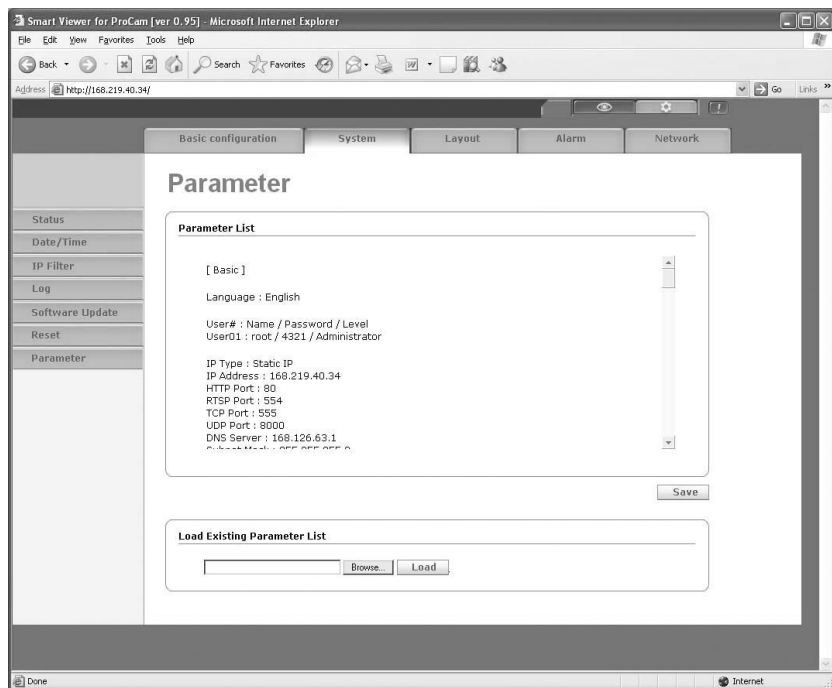 Smart Viewer for ProCam [ver 0.95] - Microsoft Internet Explorer
File Edit View Favorites Tools Help
Back Search Favorites
Address http://168.219.40.34/ Go Links »
Basic configuration System Layout Alarm Network
Parameter
Status
Date/Time
IP Filter
Log
Software Update
Reset
Parameter
Parameter List
[ Basic ]
Language : English
User# : Name / Password / Level
User01 : root / 4321 / Administrator
IP Type : Static IP
IP Address : 168.219.40.34
HTTP Port : 80
RTSP Port : 554
TCP Port : 555
UDP Port : 8000
DNS Server : 168.126.63.1
Save
Load Existing Parameter List
Browse... Load
Done Internet